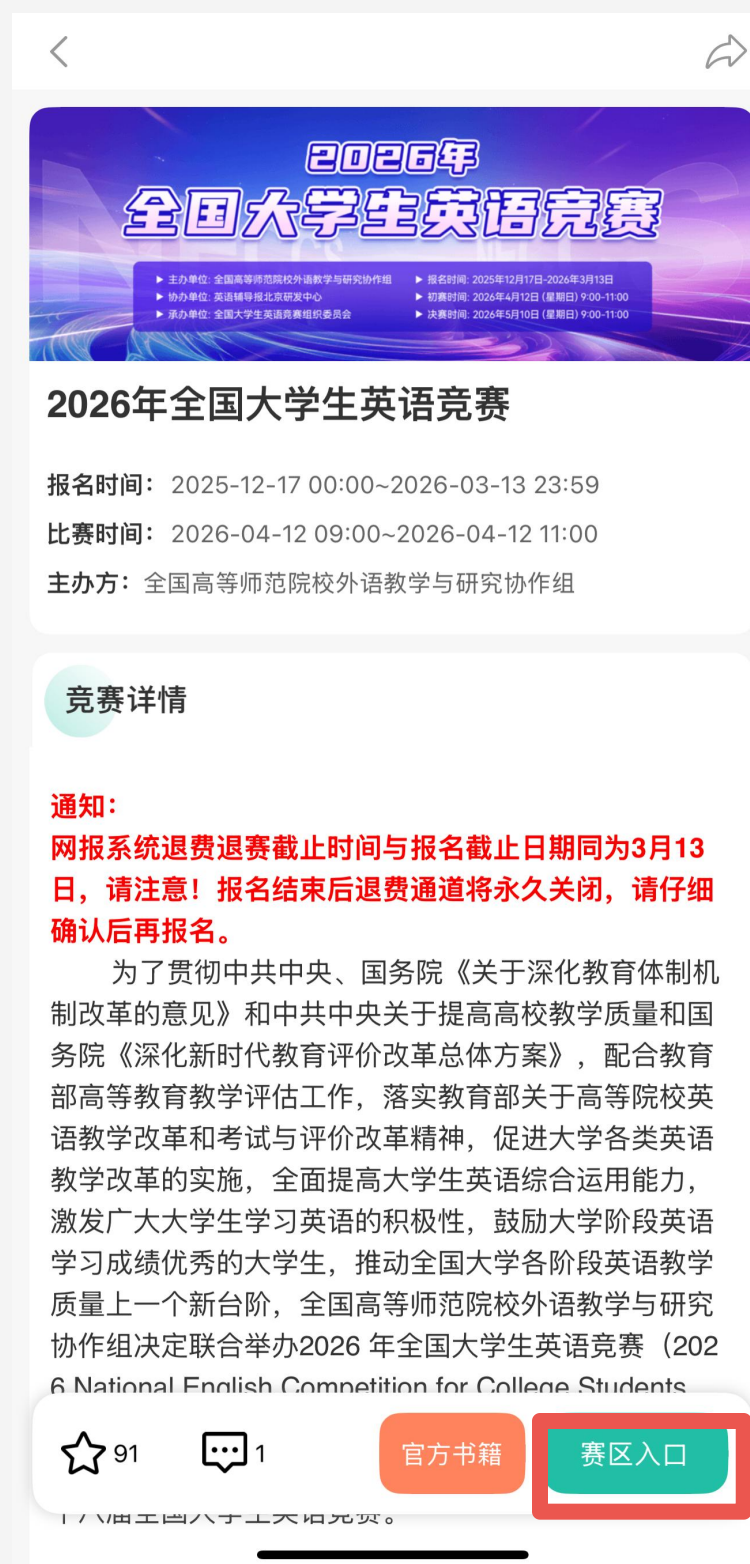 2026年
全国大学生英语竞赛
▶ 主办单位: 全国高等师范院校外语教学与研究协作组
▶ 协办单位: 英语辅导报北京研发中心
▶ 承办单位: 全国大学生英语竞赛组织委员会
▶ 报名时间: 2025年12月17日-2026年3月13日
▶ 初赛时间: 2026年4月12日 (星期日) 9:00-11:00
▶ 决赛时间: 2026年5月10日 (星期日) 9:00-11:00
2026年全国大学生英语竞赛
报名时间： 2025-12-17 00:00~2026-03-13 23:59
比赛时间： 2026-04-12 09:00~2026-04-12 11:00
主办方： 全国高等师范院校外语教学与研究协作组
竞赛详情
通知：
网报系统退费退赛截止时间与报名截止日期同为3月13
日，请注意！报名结束后退费通道将永久关闭，请仔细
确认后再报名。
为了贯彻中共中央、国务院《关于深化教育体制机
制改革的意见》和中共中央关于提高高校教学质量和国
务院《深化新时代教育评价改革总体方案》，配合教育
部高等教育教学评估工作，落实教育部关于高等院校英
语教学改革和考试与评价改革精神，促进大学各类英语
教学改革的实施，全面提高大学生英语综合运用能力，
激发广大大学生学习英语的积极性，鼓励大学阶段英语
学习成绩优秀的大学生，推动全国大学各阶段英语教学
质量上一个新台阶，全国高等师范院校外语教学与研究
协作组决定联合举办2026 年全国大学生英语竞赛（202
6 National English Competition for College Students
91
1
官方书籍
赛区入口
十八届全国大学生英语竞赛。